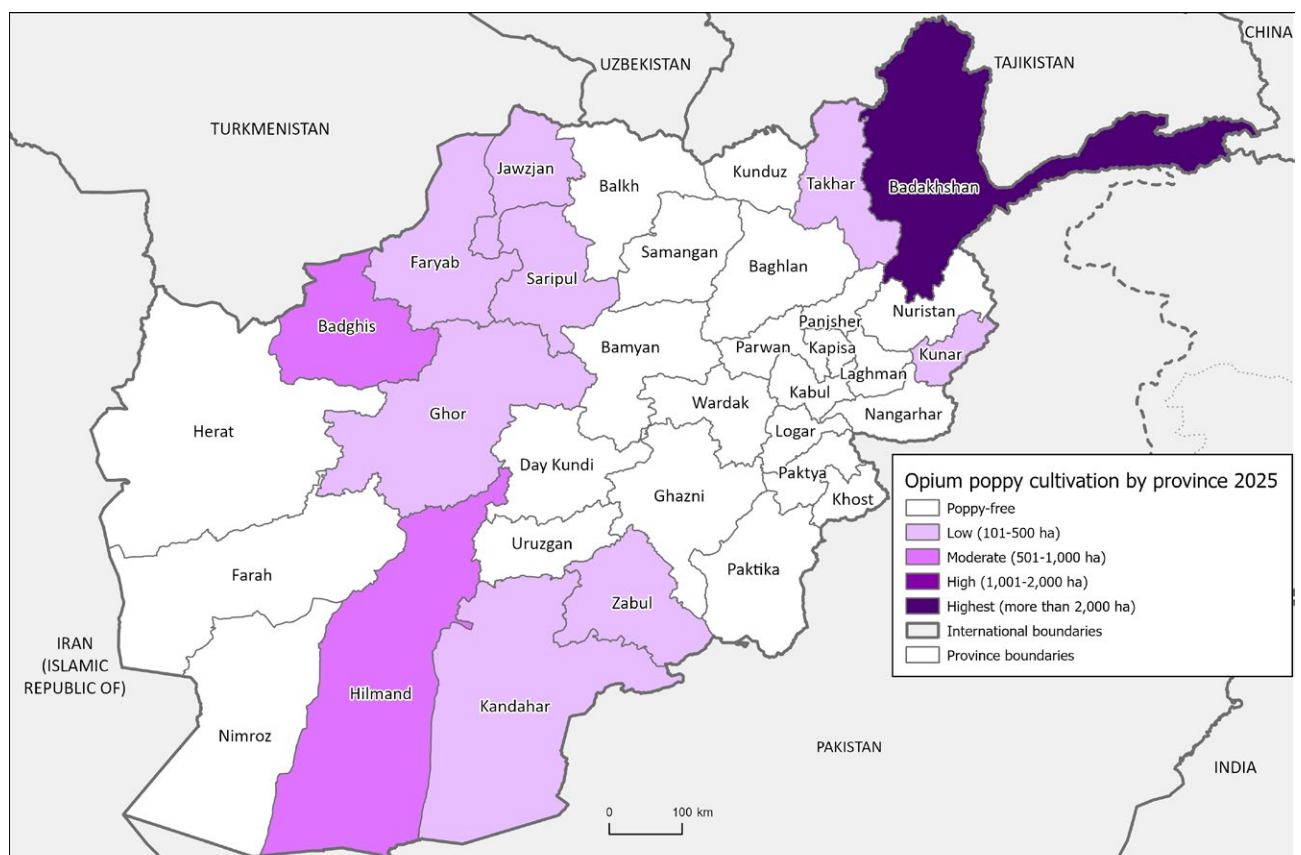 CHINA
TAJIKISTAN
UZBEKISTAN
TURKMENISTAN
Jawzjan
Balkh
Kunduz
Takhar
Badakhshan
Faryab
Saripul
Samangan
Baghlan
Badghis
Nuristan
Panjsher
Bamyan
Parwan
Kapisa
Kunar
Laghman
Kabul
Wardak
Ghor
Nangarhar
Herat
Logar
Day Kundi
Paktya
Ghazni
Khost
Uruzgan
Farah
Paktika
Zabul
IRAN
(ISLAMIC
REPUBLIC OF)
Hilmand
Kandahar
Nimroz
PAKISTAN
INDIA
Opium poppy cultivation by province 2025
Poppy-free
Low (101-500 ha)
Moderate (501-1,000 ha)
High (1,001-2,000 ha)
Highest (more than 2,000 ha)
International boundaries
Province boundaries
0 100 km